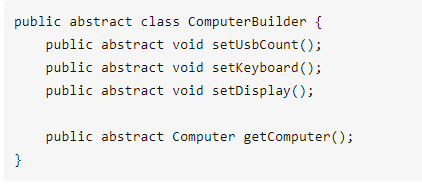 public abstract class ComputerBuilder {
    public abstract void setUsbCount();
    public abstract void setKeyboard();
    public abstract void setDisplay();

    public abstract Computer getComputer();
}